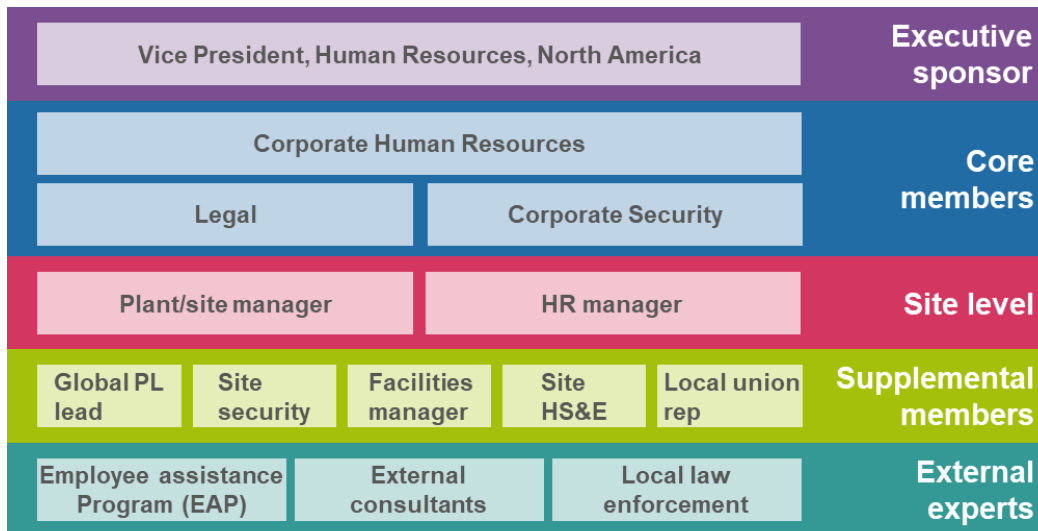 Vice President, Human Resources, North America
Executive
sponsor
Corporate Human Resources
Legal
Corporate Security
Core
members
Plant/site manager
HR manager
Site level
Global PL
lead
Site
security
Facilities
manager
Site
HS&E
Local union
rep
Supplemental
members
Employee assistance
Program (EAP)
External
consultants
Local law
enforcement
External
experts